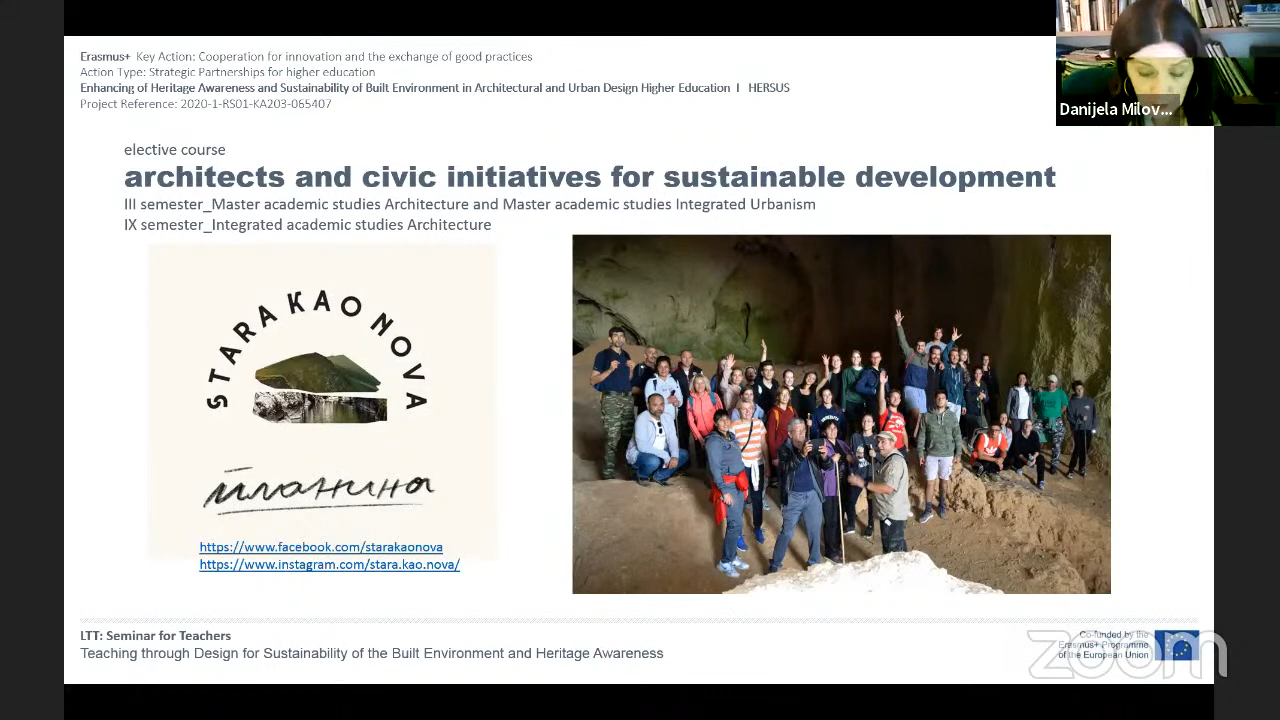 Erasmus+ Key Action: Cooperation for innovation and the exchange of good practices
Action Type: Strategic Partnerships for higher education
Enhancing of Heritage Awareness and Sustainability of Built Environment in Architectural and Urban Design Higher Education I HERSUS
Project Reference: 2020-1-RS01-KA203-065407
Danijela Milov...
elective course
architects and civic initiatives for sustainable development
III semester_Master academic studies Architecture and Master academic studies Integrated Urbanism
IX semester_Integrated academic studies Architecture
STARA KAO NOVA
планина
https://www.facebook.com/starakaonova
https://www.instagram.com/stara.kao.nova/
LTT: Seminar for Teachers
Teaching through Design for Sustainability of the Built Environment and Heritage Awareness
Co-funded by the
Erasmus+ Programme
of the European Union
zoom